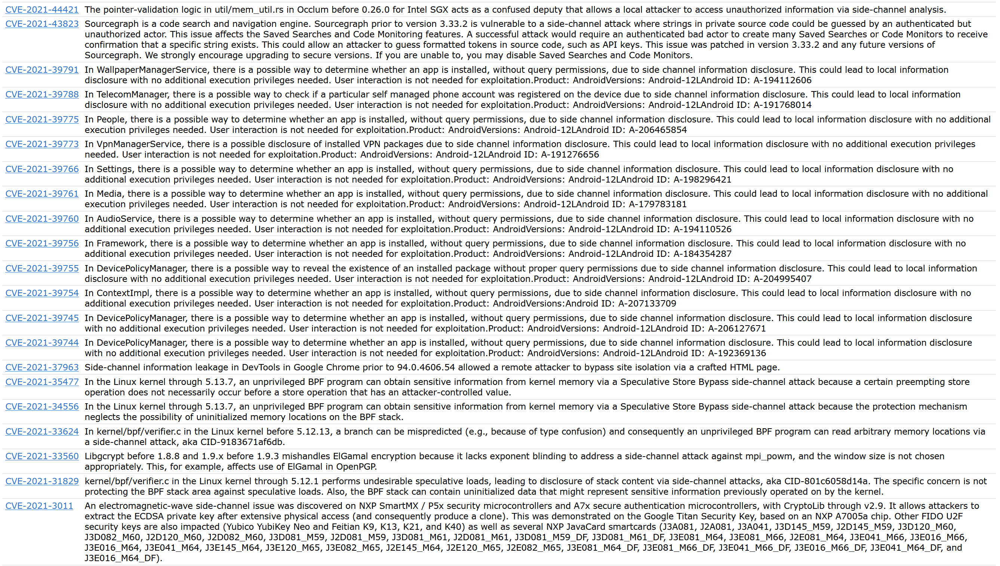 CVE-2021-44421 The pointer-validation logic in util/mem_util.rs in Occlum before 0.26.0 for Intel SGX acts as a confused deputy that allows a local attacker to access unauthorized information via side-channel analysis.
CVE-2021-43823 Sourcegraph is a code search and navigation engine. Sourcegraph prior to version 3.33.2 is vulnerable to a side-channel attack where strings in private source code could be guessed by an authenticated but
unauthorized actor. This issue affects the Saved Searches and Code Monitoring features. A successful attack would require an authenticated bad actor to create many Saved Searches or Code Monitors to receive
confirmation that a specific string exists. This could allow an attacker to guess formatted tokens in source code, such as API keys. This issue was patched in version 3.33.2 and any future versions of
Sourcegraph. We strongly encourage upgrading to secure versions. If you are unable to, you may disable Saved Searches and Code Monitors.
CVE-2021-39791 In WallpaperManagerService, there is a possible way to determine whether an app is installed, without query permissions, due to side channel information disclosure. This could lead to local information
disclosure with no additional execution privileges needed. User interaction is not needed for exploitation.Product: AndroidVersions: Android-12LAndroid ID: A-194112606
CVE-2021-39788 In TelecomManager, there is a possible way to check if a particular self managed phone account was registered on the device due to side channel information disclosure. This could lead to local information
disclosure with no additional execution privileges needed. User interaction is not needed for exploitation.Product: AndroidVersions: Android-12LAndroid ID: A-191768014
CVE-2021-39775 In People, there is a possible way to determine whether an app is installed, without query permissions, due to side channel information disclosure. This could lead to local information disclosure with no additional
execution privileges needed. User interaction is not needed for exploitation.Product: AndroidVersions: Android-12LAndroid ID: A-206465854
CVE-2021-39773 In VpnManagerService, there is a possible disclosure of installed VPN packages due to side channel information disclosure. This could lead to local information disclosure with no additional execution privileges
needed. User interaction is not needed for exploitation.Product: AndroidVersions: Android-12LAndroid ID: A-191276656
CVE-2021-39766 In Settings, there is a possible way to determine whether an app is installed, without query permissions, due to side channel information disclosure. This could lead to local information disclosure with no
additional execution privileges needed. User interaction is not needed for exploitation.Product: AndroidVersions: Android-12LAndroid ID: A-198296421
CVE-2021-39761 In Media, there is a possible way to determine whether an app is installed, without query permissions, due to side channel information disclosure. This could lead to local information disclosure with no additional
execution privileges needed. User interaction is not needed for exploitation.Product: AndroidVersions: Android-12LAndroid ID: A-179783181
CVE-2021-39760 In AudioService, there is a possible way to determine whether an app is installed, without query permissions, due to side channel information disclosure. This could lead to local information disclosure with no
additional execution privileges needed. User interaction is not needed for exploitation.Product: AndroidVersions: Android-12LAndroid ID: A-194110526
CVE-2021-39756 In Framework, there is a possible way to determine whether an app is installed, without query permissions, due to side channel information disclosure. This could lead to local information disclosure with no
additional execution privileges needed. User interaction is not needed for exploitation.Product: AndroidVersions: Android-12LAndroid ID: A-184354287
CVE-2021-39755 In DevicePolicyManager, there is a possible way to reveal the existence of an installed package without proper query permissions due to side channel information disclosure. This could lead to local information
disclosure with no additional execution privileges needed. User interaction is not needed for exploitation.Product: AndroidVersions: Android-12LAndroid ID: A-204995407
CVE-2021-39754 In ContextImpl, there is a possible way to determine whether an app is installed, without query permissions, due to side channel information disclosure. This could lead to local information disclosure with no
additional execution privileges needed. User interaction is not needed for exploitation.Product: AndroidVersions:Android ID: A-207133709
CVE-2021-39745 In DevicePolicyManager, there is a possible way to determine whether an app is installed, without query permissions, due to side channel information disclosure. This could lead to local information disclosure
with no additional execution privileges needed. User interaction is not needed for exploitation.Product: AndroidVersions: Android-12LAndroid ID: A-206127671
CVE-2021-39744 In DevicePolicyManager, there is a possible way to determine whether an app is installed, without query permissions, due to side channel information disclosure. This could lead to local information disclosure
with no additional execution privileges needed. User interaction is not needed for exploitation.Product: AndroidVersions: Android-12LAndroid ID: A-192369136
CVE-2021-37963 Side-channel information leakage in DevTools in Google Chrome prior to 94.0.4606.54 allowed a remote attacker to bypass site isolation via a crafted HTML page.
CVE-2021-35477 In the Linux kernel through 5.13.7, an unprivileged BPF program can obtain sensitive information from kernel memory via a Speculative Store Bypass side-channel attack because a certain preempting store
operation does not necessarily occur before a store operation that has an attacker-controlled value.
CVE-2021-34556 In the Linux kernel through 5.13.7, an unprivileged BPF program can obtain sensitive information from kernel memory via a Speculative Store Bypass side-channel attack because the protection mechanism
neglects the possibility of uninitialized memory locations on the BPF stack.
CVE-2021-33624 In kernel/bpf/verifier.c in the Linux kernel before 5.12.13, a branch can be mispredicted (e.g., because of type confusion) and consequently an unprivileged BPF program can read arbitrary memory locations via
a side-channel attack, aka CID-9183671af6db.
CVE-2021-33560 Libgcrypt before 1.8.8 and 1.9.x before 1.9.3 mishandles ElGamal encryption because it lacks exponent blinding to address a side-channel attack against mpi_powm, and the window size is not chosen
appropriately. This, for example, affects use of ElGamal in OpenPGP.
CVE-2021-31829 kernel/bpf/verifier.c in the Linux kernel through 5.12.1 performs undesirable speculative loads, leading to disclosure of stack content via side-channel attacks, aka CID-801c6058d14a. The specific concern is not
protecting the BPF stack area against speculative loads. Also, the BPF stack can contain uninitialized data that might represent sensitive information previously operated on by the kernel.
CVE-2021-3011 An electromagnetic-wave side-channel issue was discovered on NXP SmartMX / P5x security microcontrollers and A7x secure authentication microcontrollers, with CryptoLib through v2.9. It allows attackers to
extract the ECDSA private key after extensive physical access (and consequently produce a clone). This was demonstrated on the Google Titan Security Key, based on an NXP A7005a chip. Other FIDO U2F
security keys are also impacted (Yubico YubiKey Neo and Feitian K9, K13, K21, and K40) as well as several NXP JavaCard smartcards (J3A081, J2A081, J3A041, J3D145_M59, J2D145_M59, J3D120_M60,
J3D082_M60, J2D120_M60, J2D082_M60, J3D081_M59, J2D081_M59, J3D081_M61, J2D081_M61, J3D081_M59_DF, J3D081_M61_DF, J3E081_M64, J3E081_M66, J2E081_M64, J3E041_M66, J3E016_M66,
J3E016_M64, J3E041_M64, J3E145_M64, J3E120_M65, J3E082_M65, J2E145_M64, J2E120_M65, J2E082_M65, J3E081_M64_DF, J3E081_M66_DF, J3E041_M66_DF, J3E016_M66_DF, J3E041_M64_DF, and
J3E016_M64_DF).